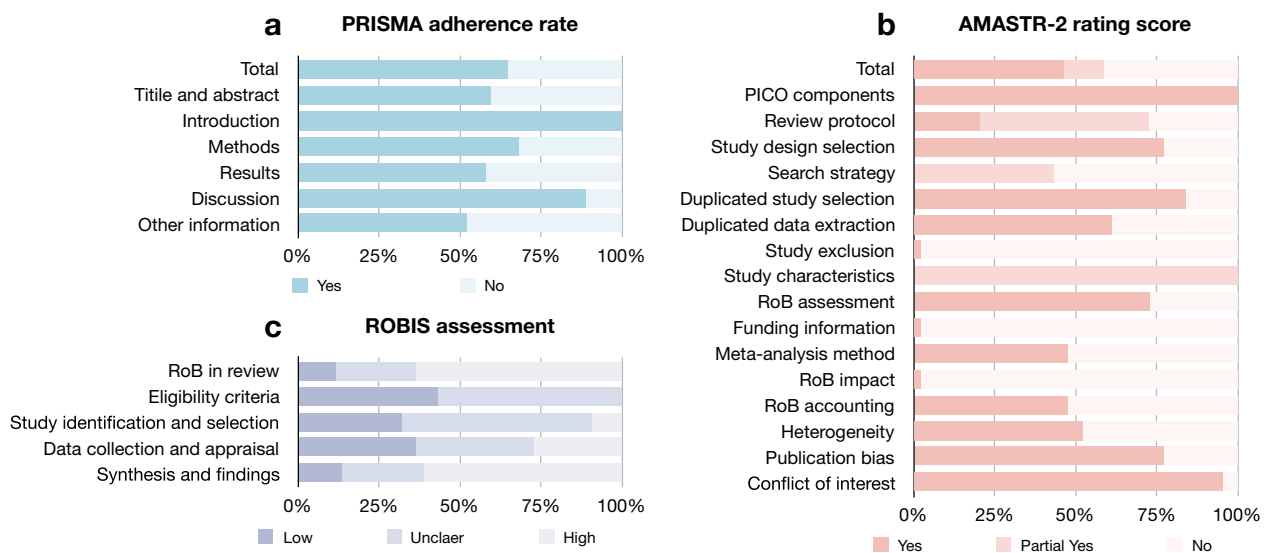 a PRISMA adherence rate
Total
Titile and abstract
Introduction
Methods
Results
Discussion
Other information
0% 25% 50% 75% 100%
Yes No
c ROBIS assessment
RoB in review
Eligibility criteria
Study identification and selection
Data collection and appraisal
Synthesis and findings
0% 25% 50% 75% 100%
Low Unclaer High
b AMASTR-2 rating score
Total
PICO components
Review protocol
Study design selection
Search strategy
Duplicated study selection
Duplicated data extraction
Study exclusion
Study characteristics
RoB assessment
Funding information
Meta-analysis method
RoB impact
RoB accounting
Heterogeneity
Publication bias
Conflict of interest
0% 25% 50% 75% 100%
Yes Partial Yes No